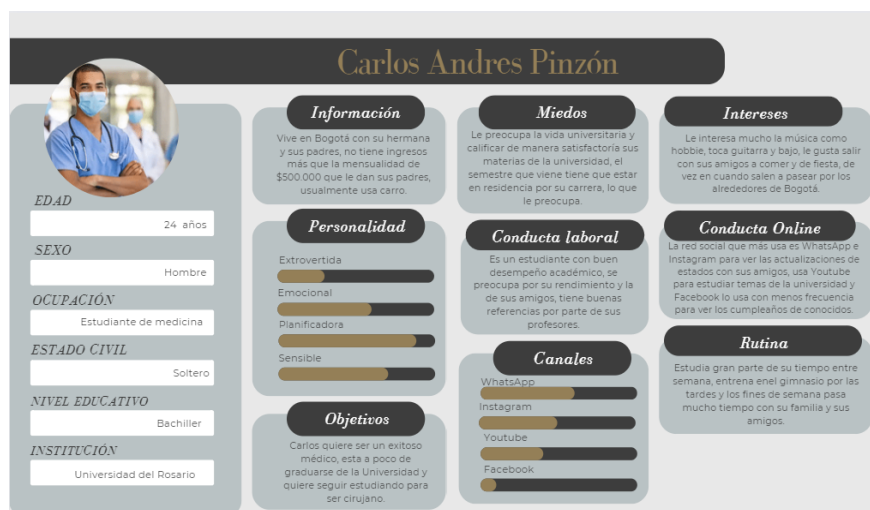 Carlos Andres Pinzón
EDAD
24 años
SEXO
Hombre
OCUPACIÓN
Estudiante de medicina
ESTADO CIVIL
Soltero
NIVEL EDUCATIVO
Bachiller
INSTITUCIÓN
Universidad del Rosario
Información
Vive en Bogotá con su hermana
y sus padres, no tiene ingresos
más que la mensualidad de
$500.000 que le dan sus padres,
usualmente usa carro.
Personalidad
Extrovertida
Emocional
Planificadora
Sensible
Objetivos
Carlos quiere ser un exitoso
médico, esta a poco de
graduarse de la Universidad y
quiere seguir estudiando para
ser cirujano.
Miedos
Le preocupa la vida universitaria y
calificar de manera satisfactoría sus
materias de la universidad, el
semestre que viene tiene que estar
en residencia por su carrera, lo que
le preocupa.
Conducta laboral
Es un estudiante con buen
desempeño académico, se
preocupa por su rendimiento y la
de sus amigos, tiene buenas
referencias por parte de sus
profesores.
Canales
WhatsApp
Instagram
Youtube
Facebook
Intereses
Le interesa mucho la música como
hobbie, toca guitarra y bajo, le gusta salir
con sus amigos a comer y de fiesta, de
vez en cuando salen a pasear por los
alrededores de Bogotá.
Conducta Online
La red social que más usa es WhatsApp e
Instagram para ver las actualizaciones de
estados con sus amigos, usa Youtube
para estudiar temas de la universidad y
Facebook lo usa con menos frecuencia
para ver los cumpleaños de conocidos.
Rutina
Estudia gran parte de su tiempo entre
semana, entrena enel gimnasio por las
tardes y los fines de semana pasa
mucho tiempo con su familia y sus
amigos.